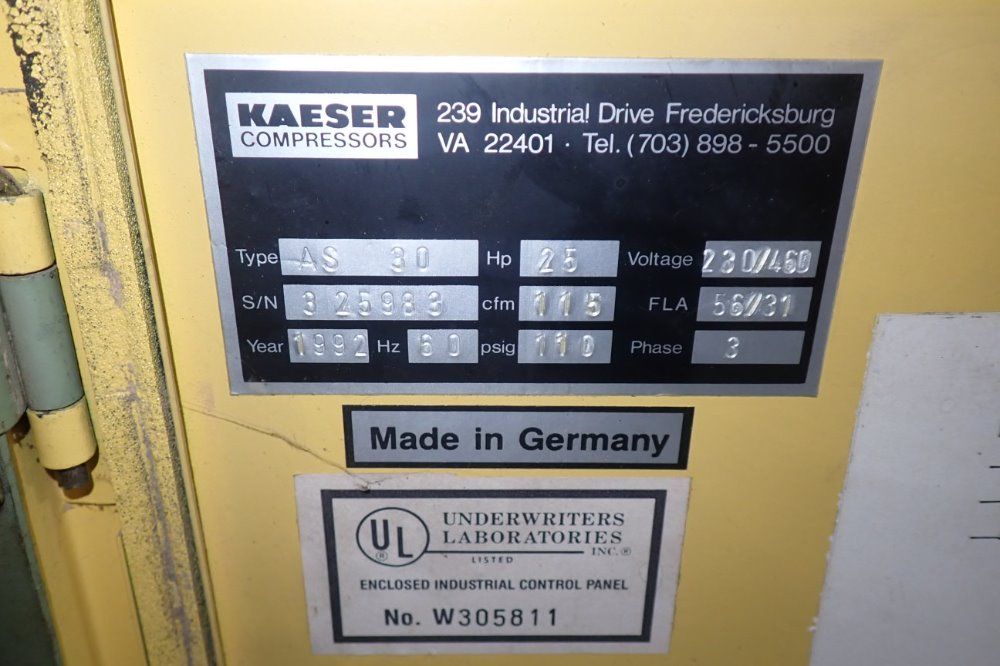 KAESER
COMPRESSORS
239 Industrial Drive Fredericksburg
VA 22401 · Tel. (703) 898 - 5500
Type AS 30 Hp 25 Voltage 230/460
S/N 325983 cfm 115 FLA 56/31
Year 1992 Hz 60 psig 110 Phase 3
Made in Germany
UL
UNDERWRITERS
LABORATORIES
INC.®
LISTED
ENCLOSED INDUSTRIAL CONTROL PANEL
No. W305811